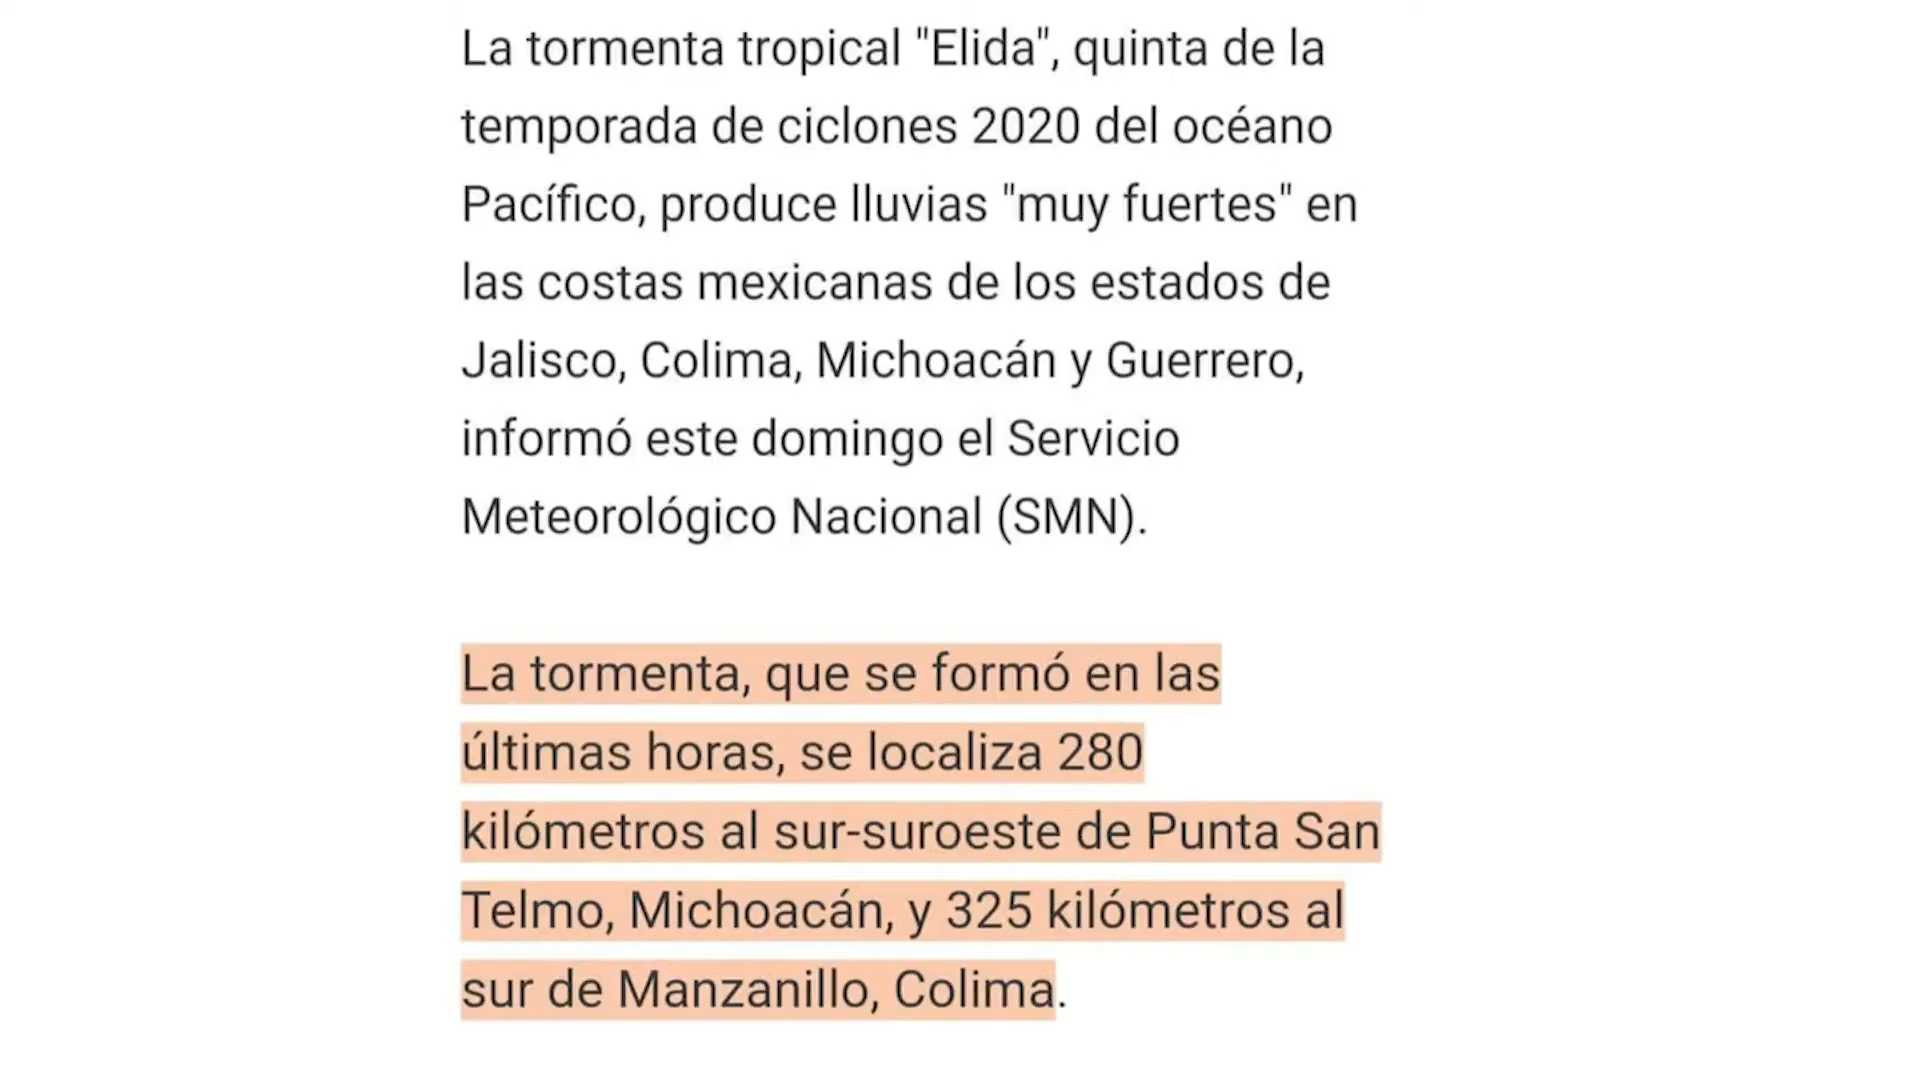 La tormenta tropical "Elida", quinta de la
temporada de ciclones 2020 del océano
Pacífico, produce lluvias "muy fuertes" en
las costas mexicanas de los estados de
Jalisco, Colima, Michoacán y Guerrero,
informó este domingo el Servicio
Meteorológico Nacional (SMN).
La tormenta, que se formó en las
últimas horas, se localiza 280
kilómetros al sur-suroeste de Punta San
Telmo, Michoacán, y 325 kilómetros al
sur de Manzanillo, Colima.